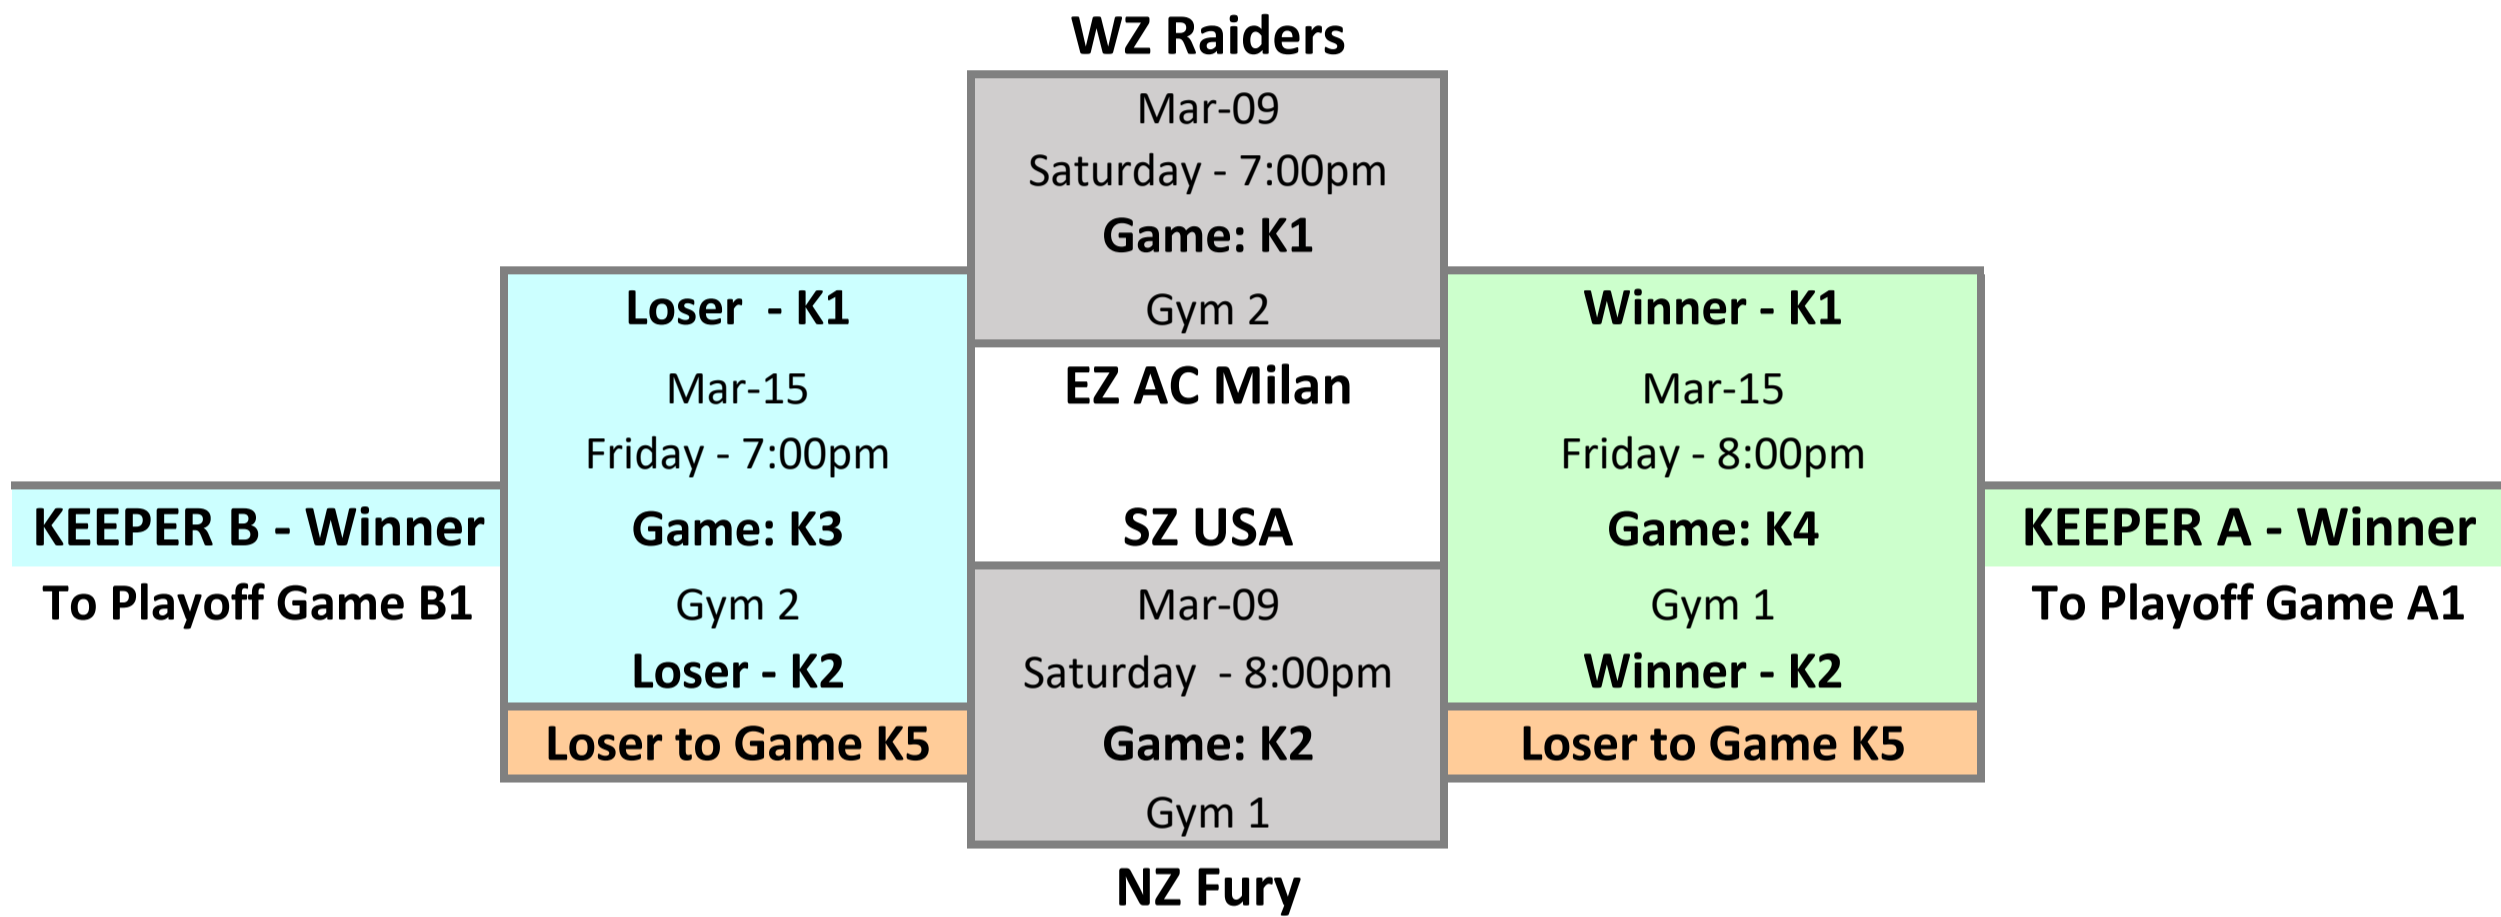 WZ Raiders
Mar-09
Saturday - 7:00pm
Game: K1
Gym 2
EZ AC Milan
Loser - K1
Mar-15
Friday - 7:00pm
Game: K3
Gym 2
Loser - K2
Loser to Game K5
KEEPER B - Winner
To Playoff Game B1
Winner - K1
Mar-15
Friday - 8:00pm
Game: K4
Gym 1
Winner - K2
Loser to Game K5
KEEPER A - Winner
To Playoff Game A1
SZ USA
Mar-09
Saturday - 8:00pm
Game: K2
Gym 1
NZ Fury